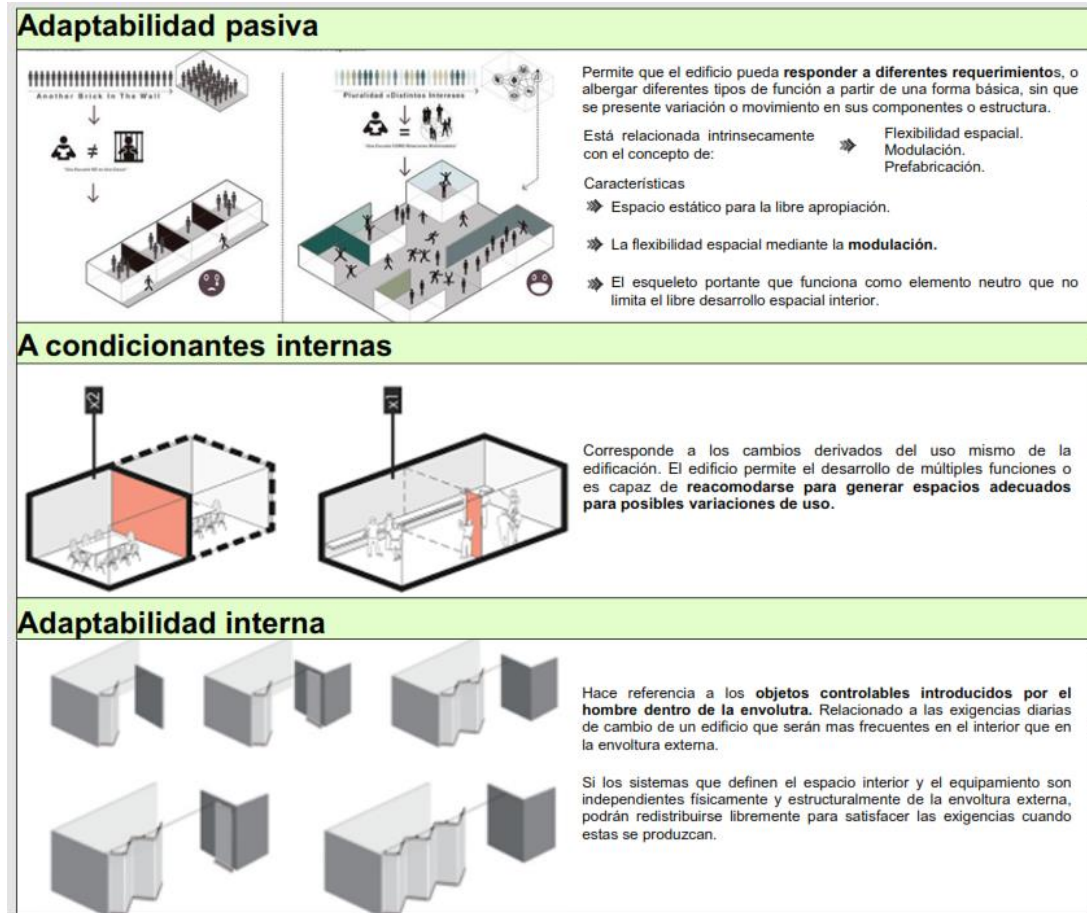 Adaptabilidad pasiva
Another Brick In The Wall
Pluralidad =Distintos Intereses
Permite que el edificio pueda responder a diferentes requerimientos, o
albergar diferentes tipos de función a partir de una forma básica, sin que
se presente variación o movimiento en sus componentes o estructura.
Está relacionada intrinsecamente
con el concepto de:
Flexibilidad espacial.
Modulación.
Prefabricación.
Características
Espacio estático para la libre apropiación.
La flexibilidad espacial mediante la modulación.
El esqueleto portante que funciona como elemento neutro que no
limita el libre desarrollo espacial interior.
A condicionantes internas
x2
x1
Corresponde a los cambios derivados del uso mismo de la
edificación. El edificio permite el desarrollo de múltiples funciones o
es capaz de reacomodarse para generar espacios adecuados
para posibles variaciones de uso.
Adaptabilidad interna
Hace referencia a los objetos controlables introducidos por el
hombre dentro de la envolutra. Relacionado a las exigencias diarias
de cambio de un edificio que serán mas frecuentes en el interior que en
la envoltura externa.
Si los sistemas que definen el espacio interior y el equipamiento son
independientes físicamente y estructuralmente de la envoltura externa,
podrán redistribuirse libremente para satisfacer las exigencias cuando
estas se produzcan.